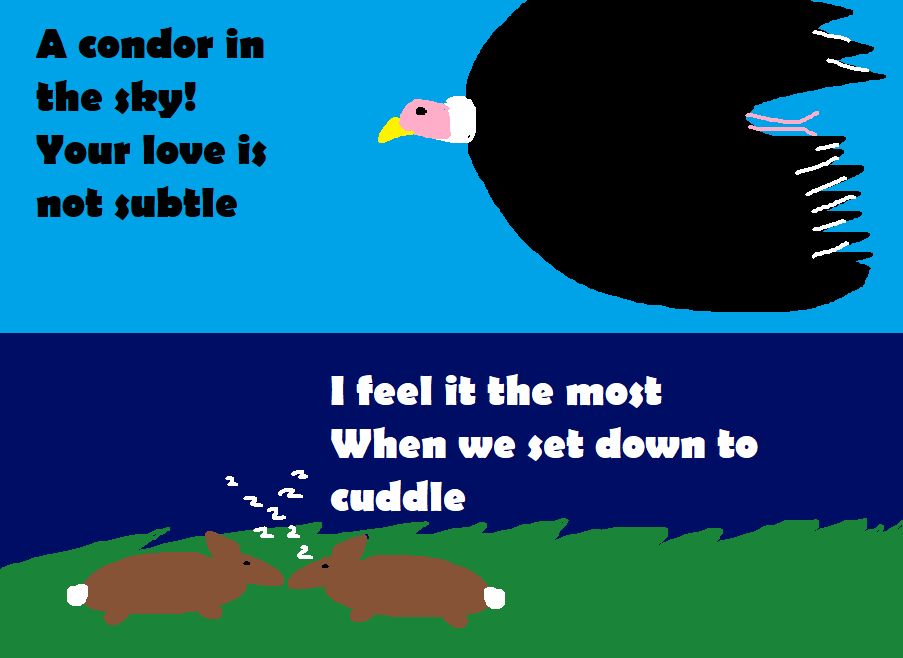 A condor in
the sky!
Your love is
not subtle
I feel it the most
When we set down to
cuddle
z
z
z
z
z
z
z
z
z